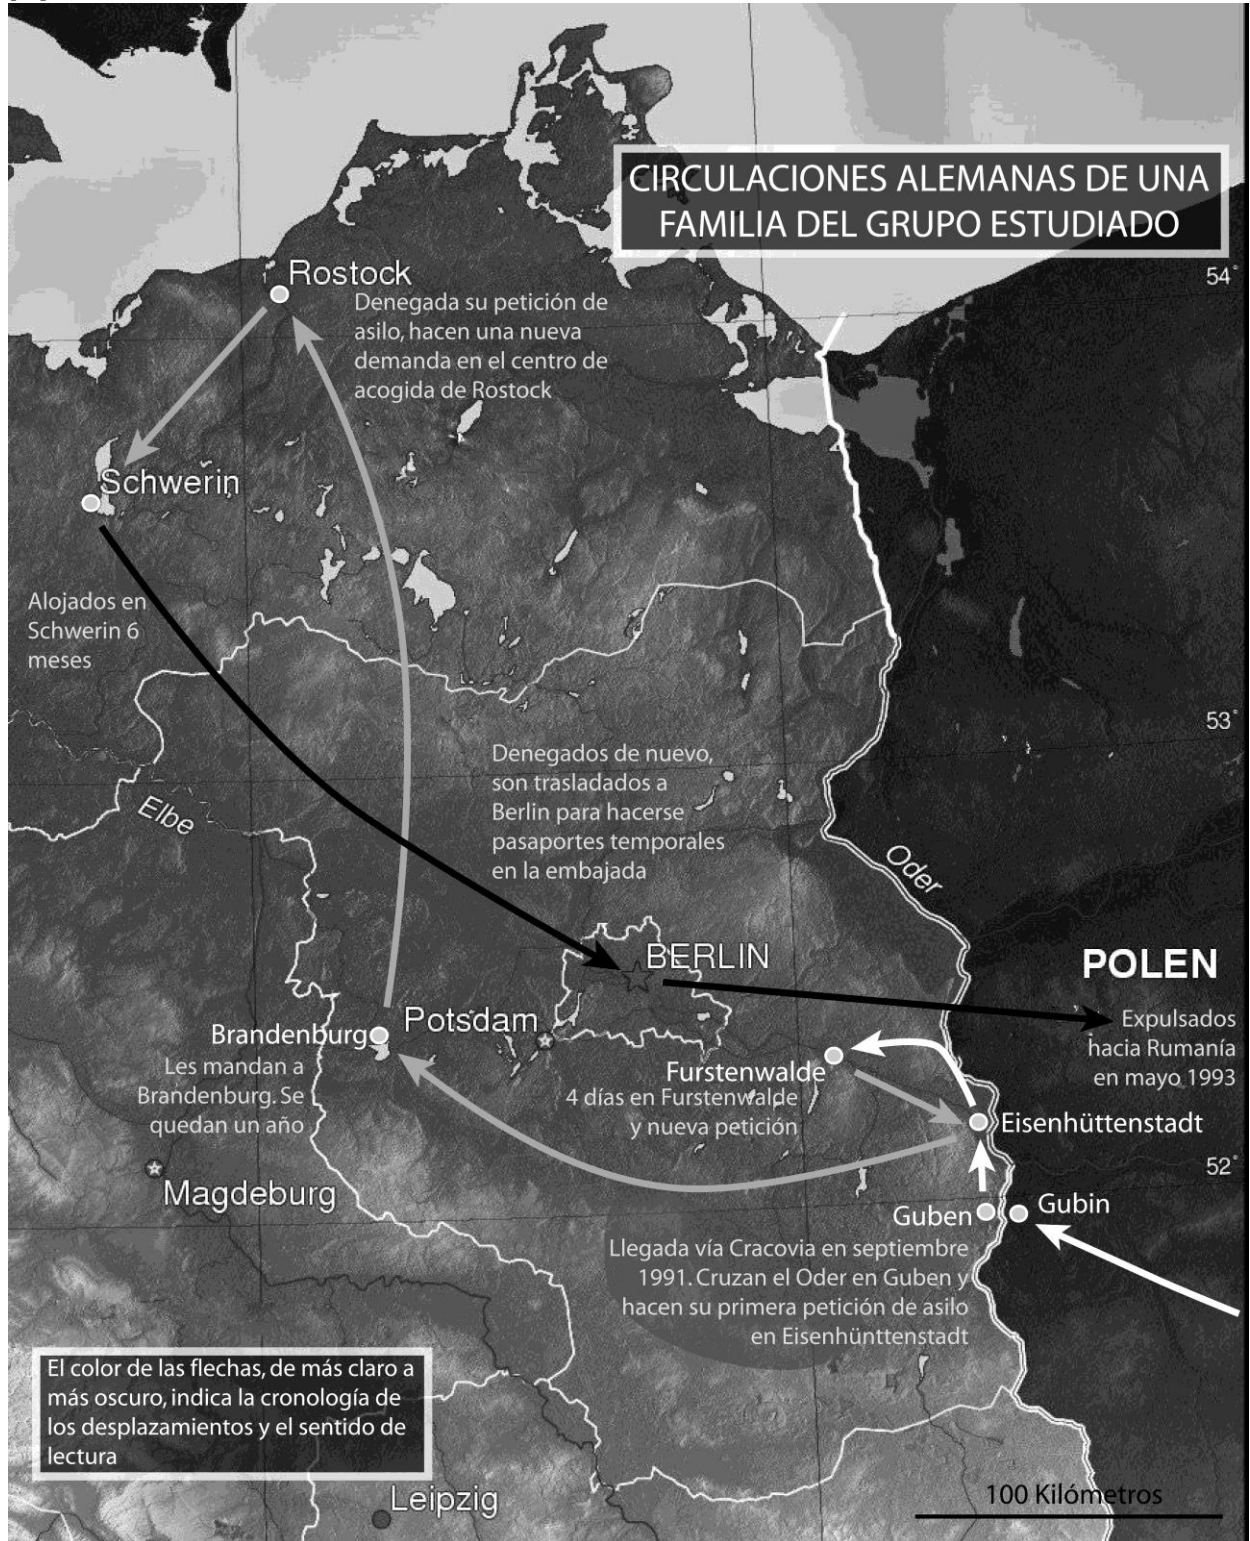 CIRCULACIONES ALEMANAS DE UNA
FAMILIA DEL GRUPO ESTUDIADO
54°
Rostock
Denegada su petición de
asilo, hacen una nueva
demanda en el centro de
acogida de Rostock
Schwerin
Alojados en
Schwerin 6
meses
53°
Denegados de nuevo,
son trasladados a
Berlin para hacerse
pasaportes temporales
en la embajada
Elbe
Oder
BERLIN
POLEN
Expulsados
hacia Rumanía
en mayo 1993
Potsdam
Brandenburg
Les mandan a
Brandenburg. Se
quedan un año
Furstenwalde
4 días en Furstenwalde
y nueva petición
Eisenhüttenstadt
52°
Magdeburg
Guben
Gubin
Llegada vía Cracovia en septiembre
1991. Cruzan el Oder en Guben y
hacen su primera petición de asilo
en Eisenhünttenstadt
El color de las flechas, de más claro a
más oscuro, indica la cronología de
los desplazamientos y el sentido de
lectura
Leipzig
100 Kilómetros